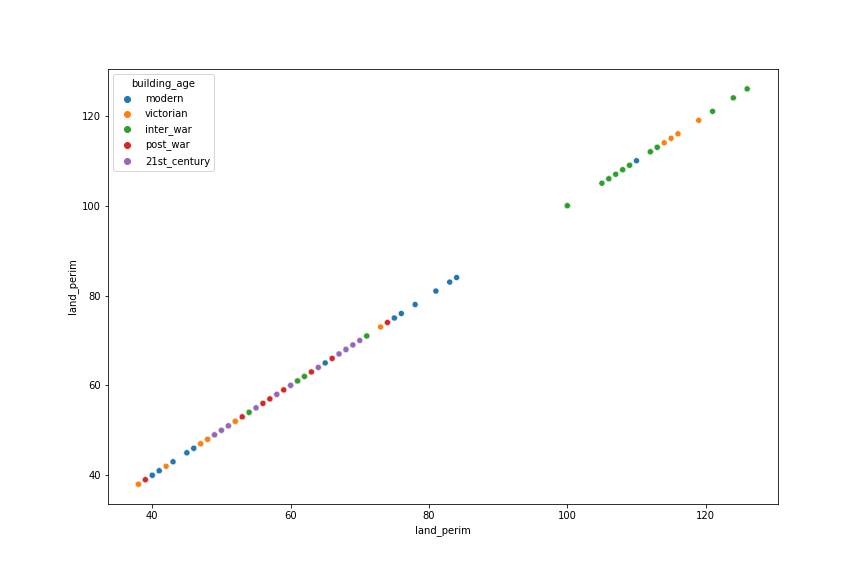 building_age
modern
victorian
inter_war
post_war
21st_century
120
100
80
60
40
land_perim
40 60 80 100 120
land_perim